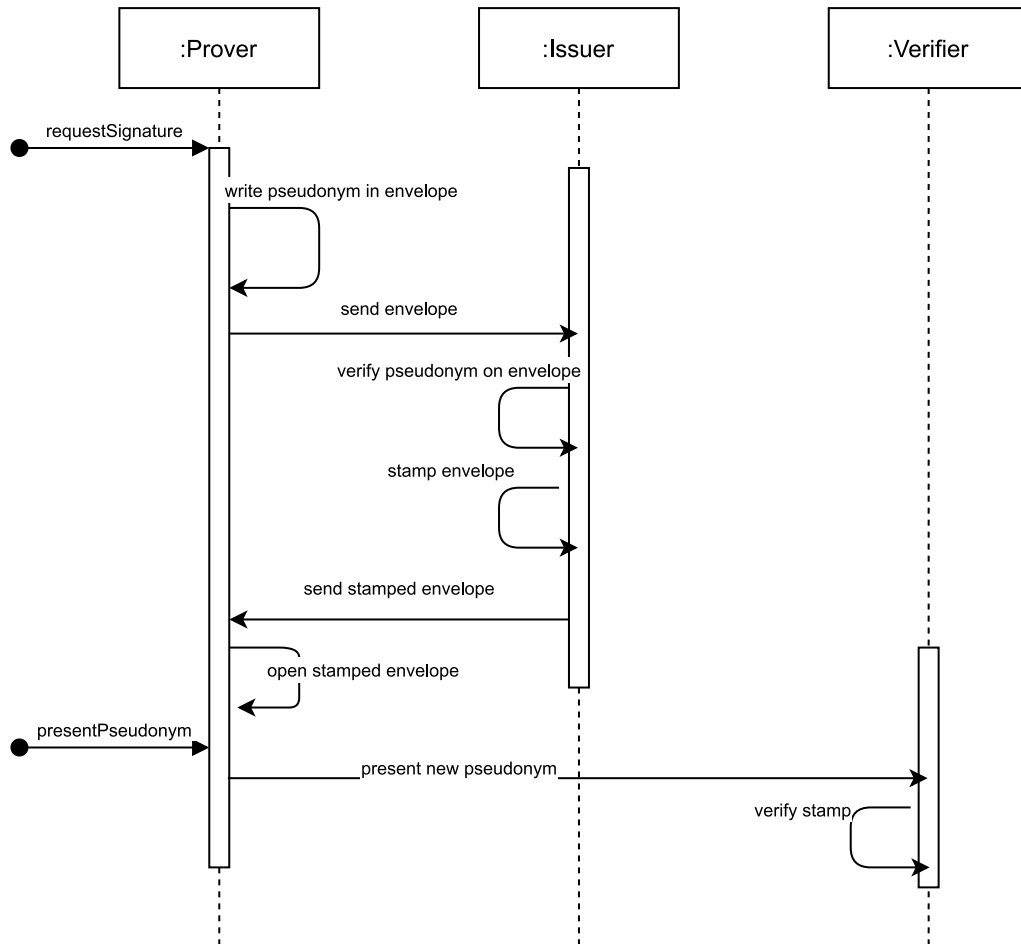 :Prover
:Issuer
:Verifier
requestSignature
write pseudonym in envelope
send envelope
verify pseudonym on envelope
stamp envelope
send stamped envelope
open stamped envelope
presentPseudonym
present new pseudonym
verify stamp